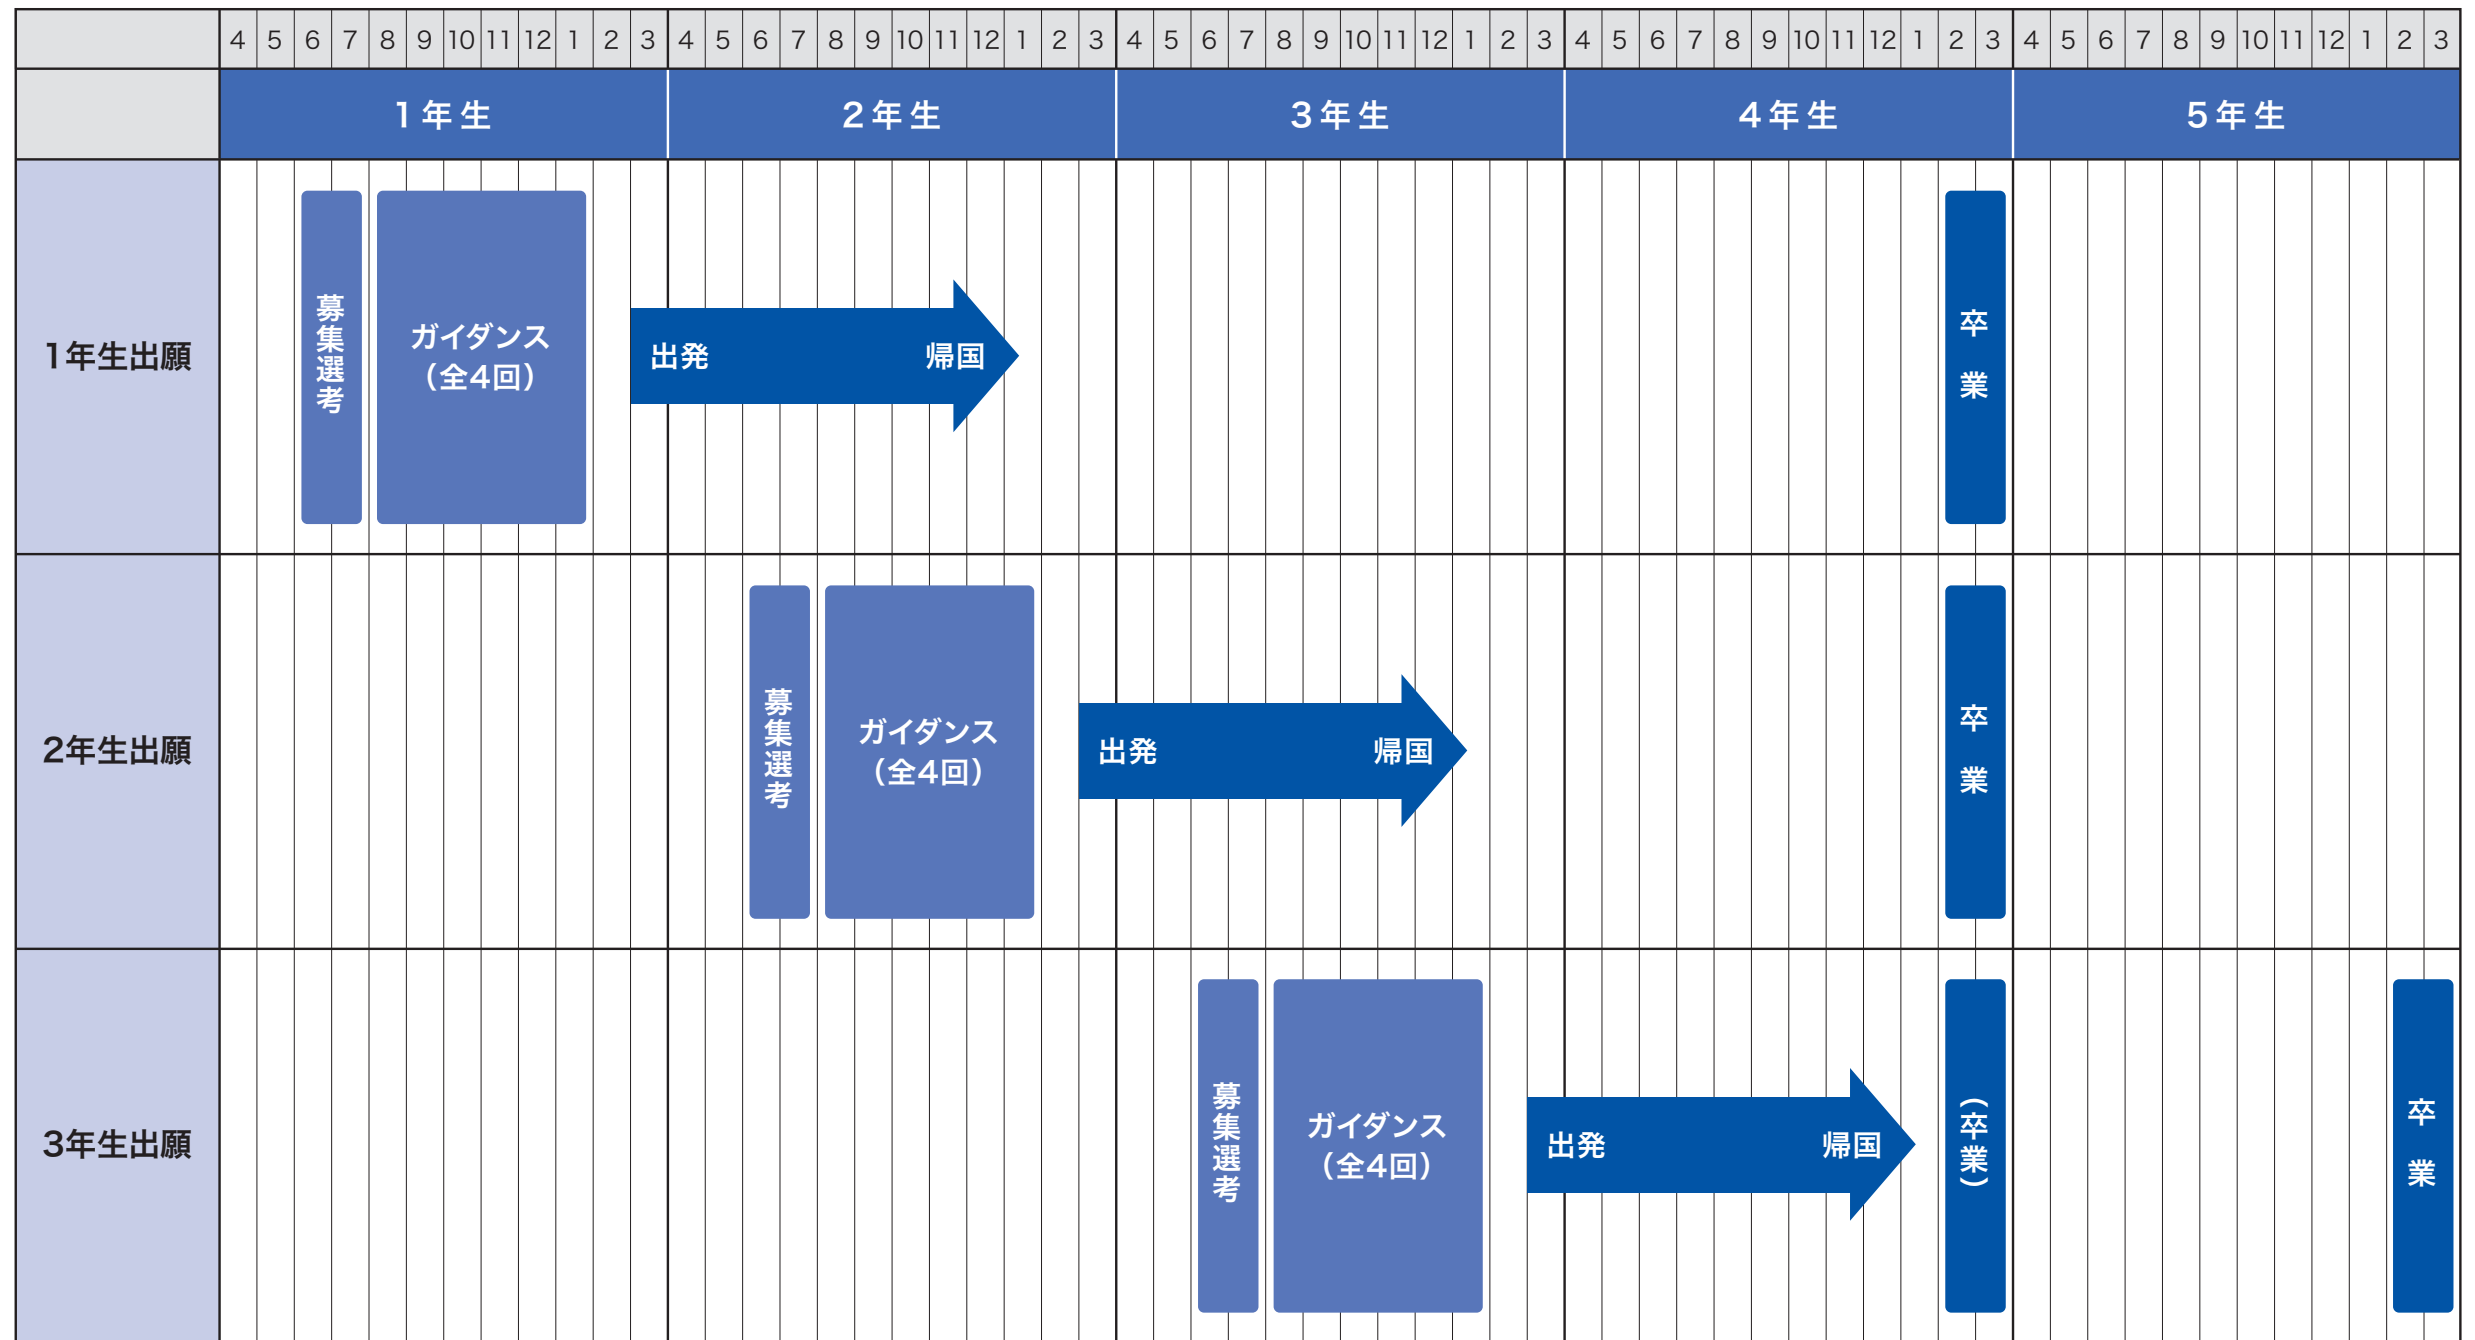 4 5 6 7 8 9 10 11 12 1 2 3 4 5 6 7 8 9 10 11 12 1 2 3 4 5 6 7 8 9 10 11 12 1 2 3 4 5 6 7 8 9 10 11 12 1 2 3 4 5 6 7 8 9 10 11 12 1 2 3
1年生 2年生 3年生 4年生 5年生
1年生出願
募集選考
ガイダンス
（全4回）
出発 帰国
卒業
2年生出願
募集選考
ガイダンス
（全4回）
出発 帰国
卒業
3年生出願
募集選考
ガイダンス
（全4回）
出発 帰国
（卒業）
卒業